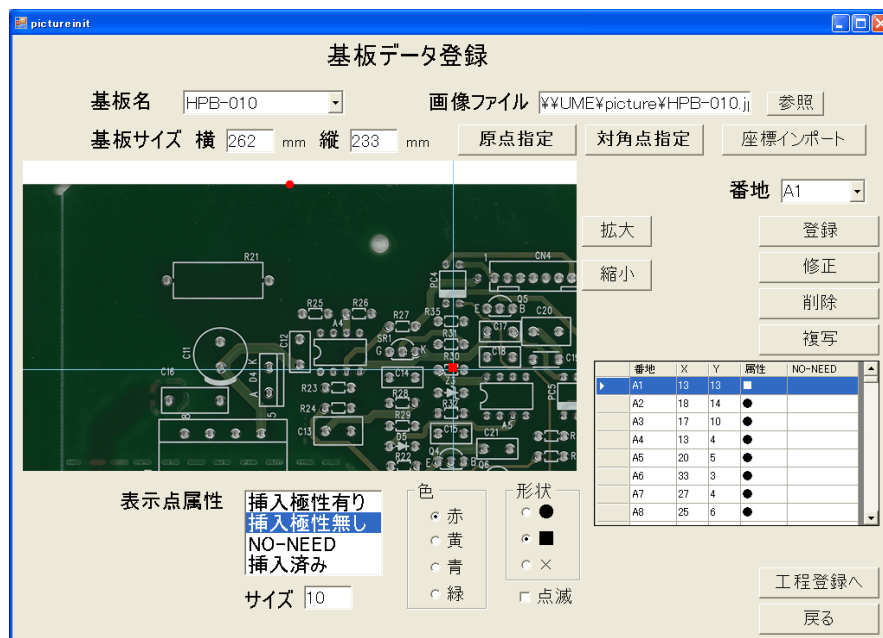 pictureinit
基板データ登録
基板名 HPB-010 画像ファイル ¥¥UME¥picture¥HPB-010.j 参照
基板サイズ 横 262 mm 縦 233 mm 原点指定 対角点指定 座標インポート
番地 A1
拡大 登録
縮小 修正
削除
複写
R21
PC4
1
CN4
R25 R26
A4
R27
R35
E
Q5
B
C20
SR1
G K
R31
C17
C12
C11
R30
C18
C19
C16
D4
K
A
C14
Z3
R23
R28
R32
PC5
R24
R29
A5
8
5
C13
D5
C15
C21
R22
Q4
E B
Q6
番地 X Y 属性 NO-NEED
A1 13 13 ■
A2 18 14 ●
A3 17 10 ●
A4 13 4 ●
A5 20 5 ●
A6 33 3 ●
A7 27 4 ●
A8 25 6 ●
表示点属性
挿入極性有り
挿入極性無し
NO-NEED
挿入済み
サイズ 10
色
赤
黄
青
緑
形状
●
■
×
点滅
工程登録へ
戻る